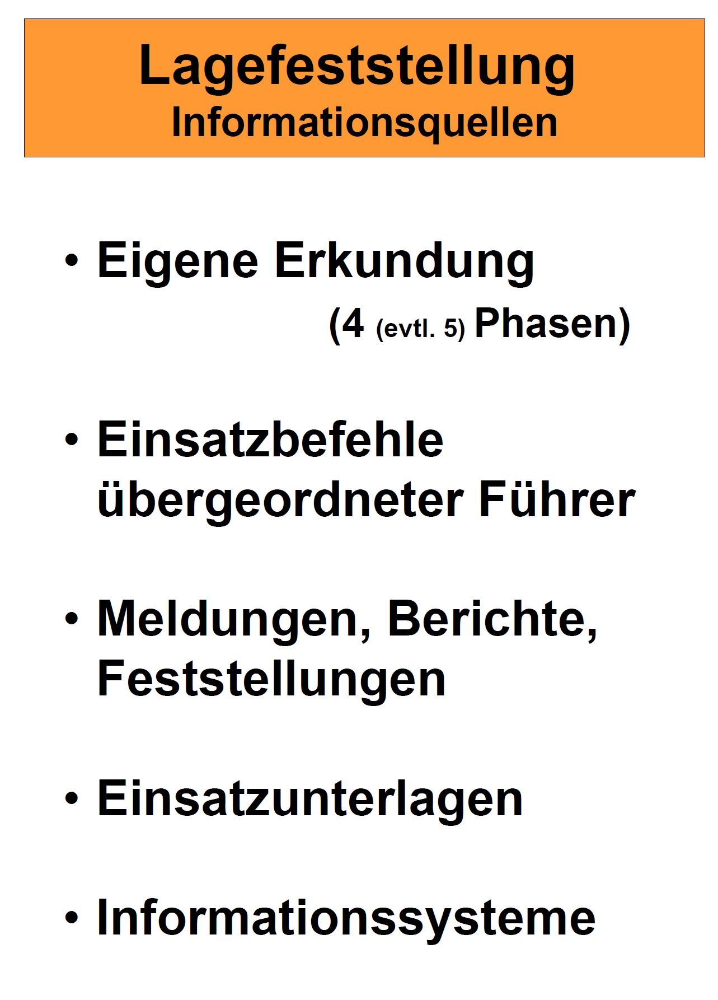 Lagefeststellung
Informationsquellen
• Eigene Erkundung
(4 (evtl. 5) Phasen)
• Einsatzbefehle
übergeordneter Führer
• Meldungen, Berichte,
Feststellungen
• Einsatzunterlagen
• Informationssysteme